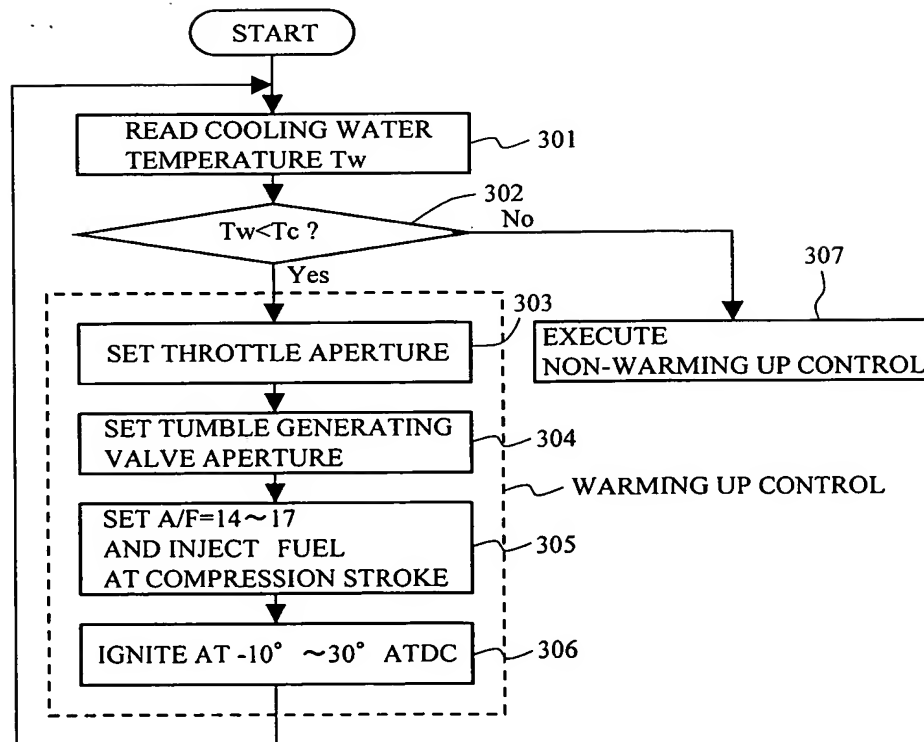 START
READ COOLING WATER
TEMPERATURE Tw
301
302
Tw<Tc ?
No
Yes
307
303
SET THROTTLE APERTURE
EXECUTE
NON-WARMING UP CONTROL
SET TUMBLE GENERATING
VALVE APERTURE
304
WARMING UP CONTROL
SET A/F=14～17
AND INJECT FUEL
AT COMPRESSION STROKE
305
IGNITE AT -10° ～30° ATDC
306